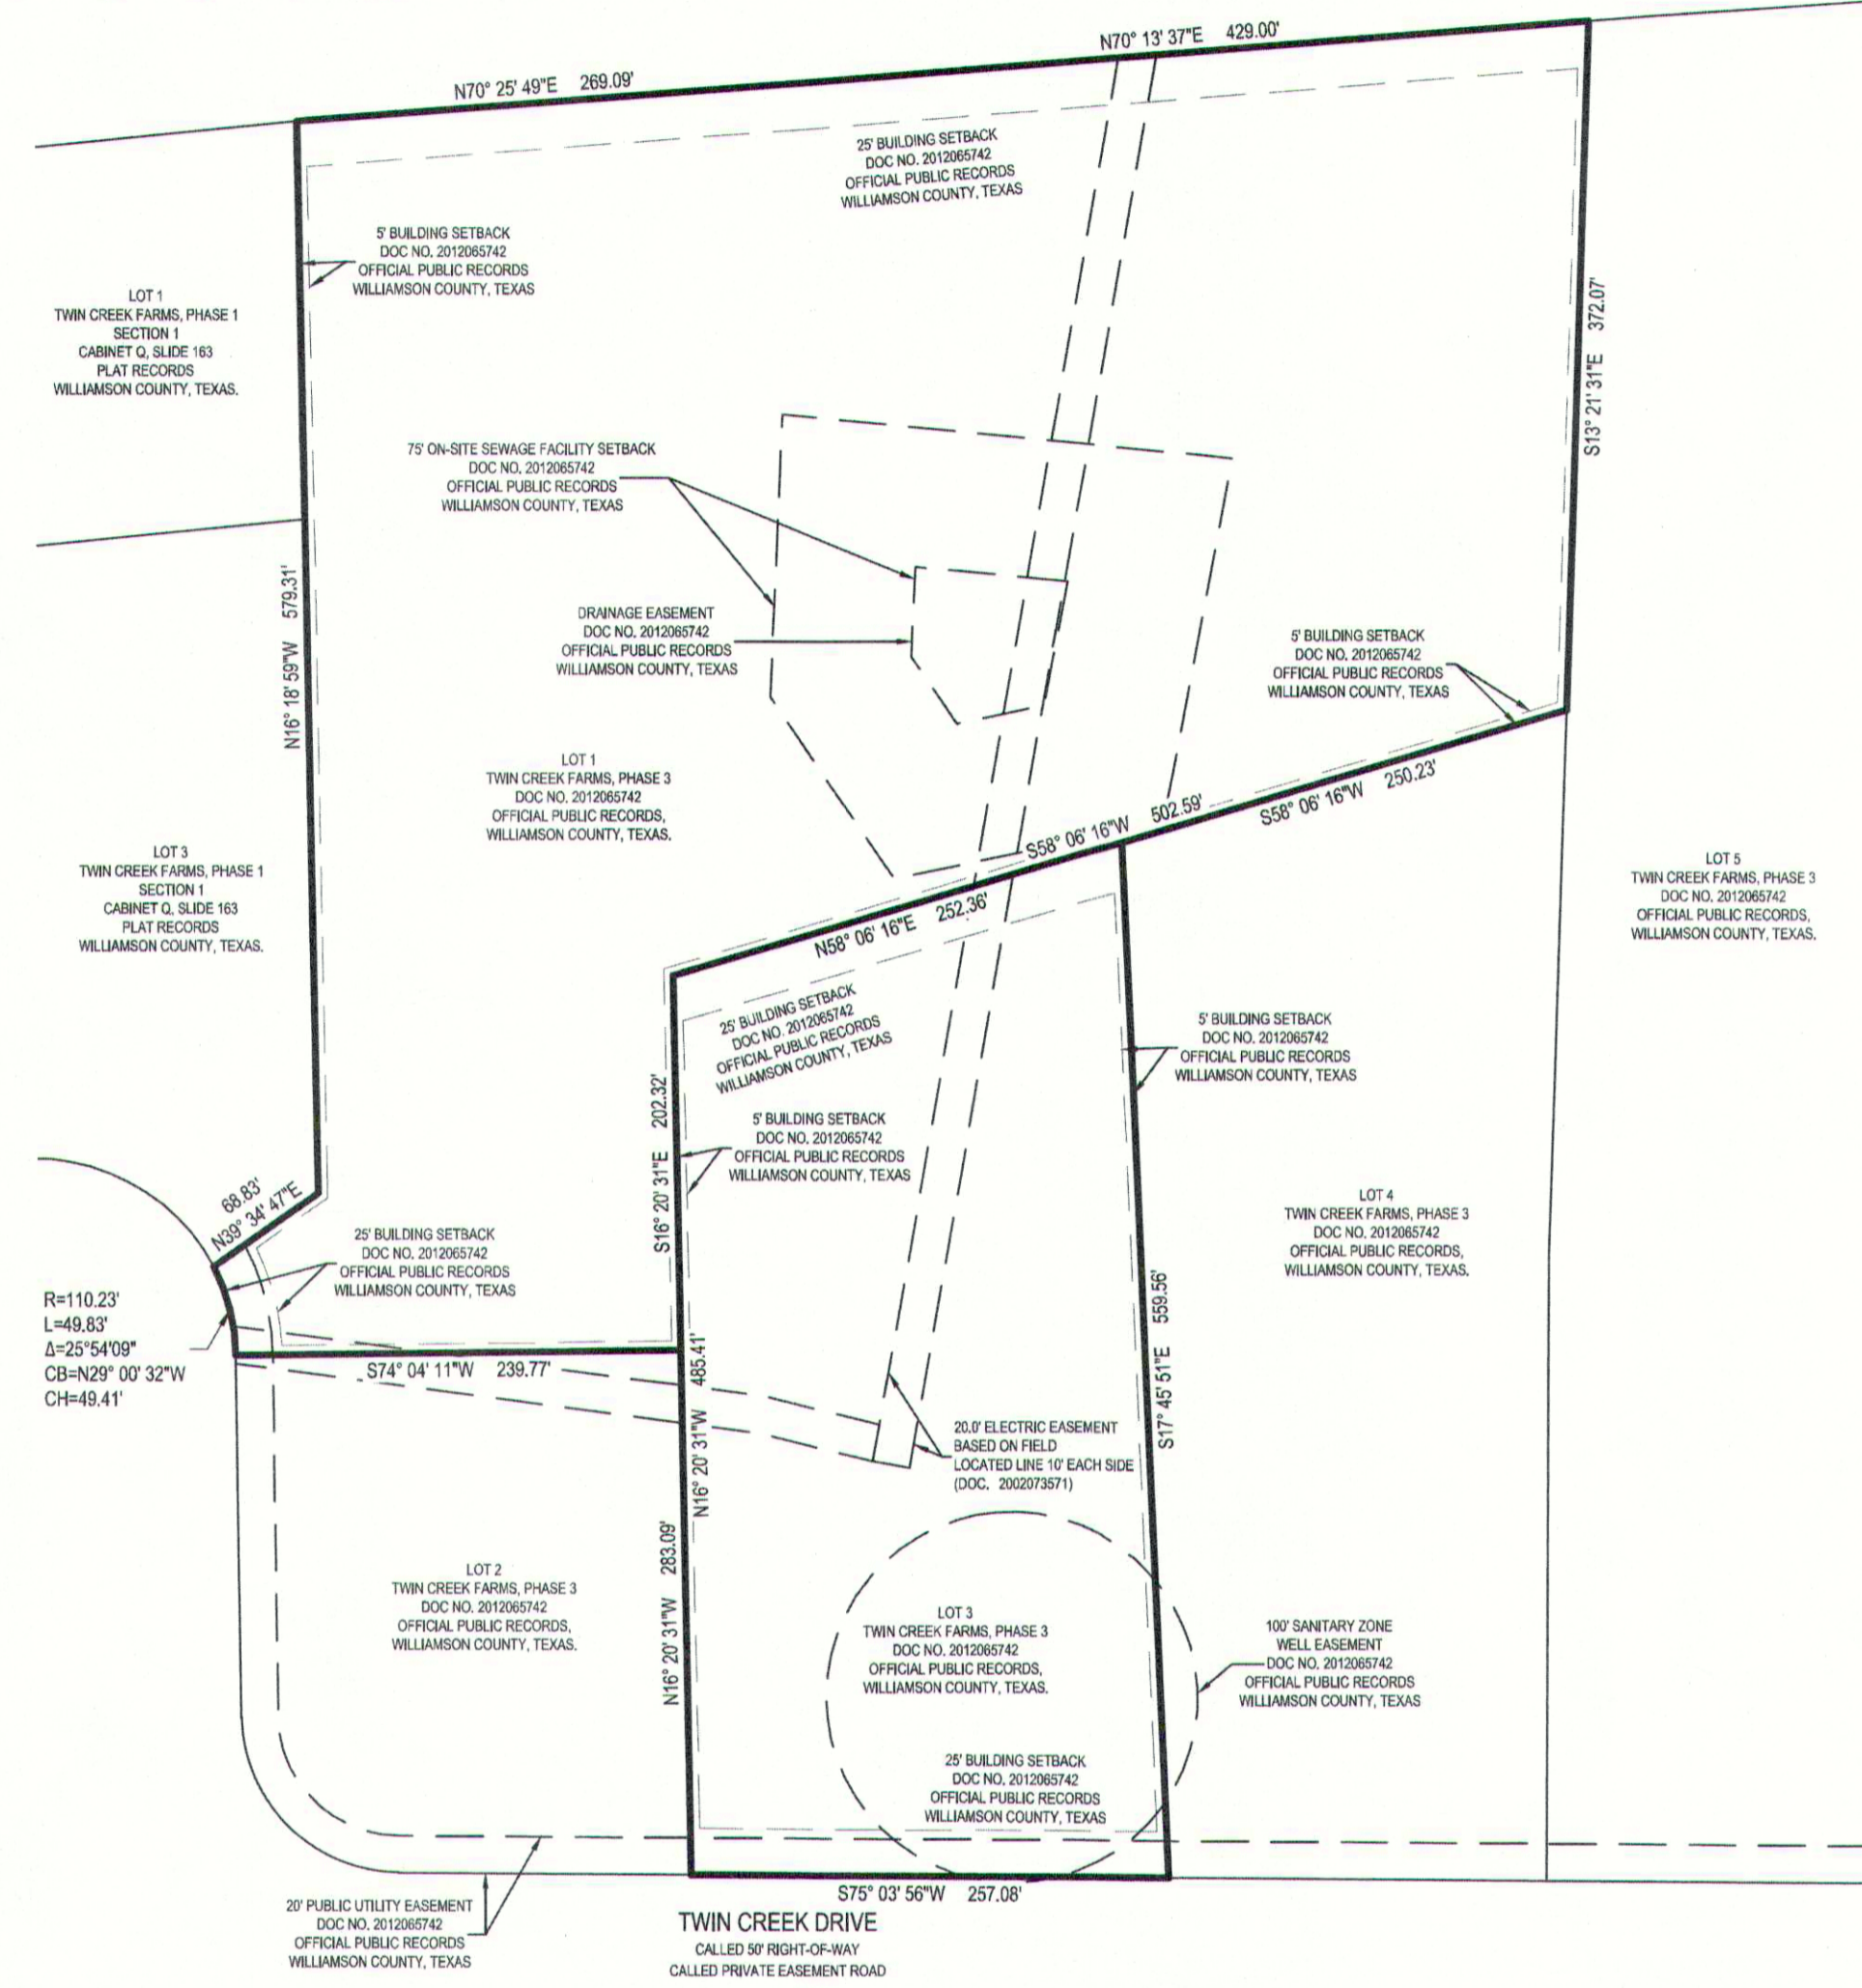 N70° 13' 37"E 429.00'
N70° 25' 49"E 269.09'
25' BUILDING SETBACK
DOC NO. 2012065742
OFFICIAL PUBLIC RECORDS
WILLIAMSON COUNTY, TEXAS
5' BUILDING SETBACK
DOC NO. 2012065742
OFFICIAL PUBLIC RECORDS
WILLIAMSON COUNTY, TEXAS
LOT 1
TWIN CREEK FARMS, PHASE 1
SECTION 1
CABINET Q, SLIDE 163
PLAT RECORDS
WILLIAMSON COUNTY, TEXAS.
S13° 21' 31"E 372.07'
75' ON-SITE SEWAGE FACILITY SETBACK
DOC NO. 2012065742
OFFICIAL PUBLIC RECORDS
WILLIAMSON COUNTY, TEXAS
N16° 18' 59"W 579.31'
DRAINAGE EASEMENT
DOC NO. 2012065742
OFFICIAL PUBLIC RECORDS
WILLIAMSON COUNTY, TEXAS
5' BUILDING SETBACK
DOC NO. 2012065742
OFFICIAL PUBLIC RECORDS
WILLIAMSON COUNTY, TEXAS
LOT 1
TWIN CREEK FARMS, PHASE 3
DOC NO. 2012065742
OFFICIAL PUBLIC RECORDS,
WILLIAMSON COUNTY, TEXAS.
S58° 06' 16"W 250.23'
S58° 06' 16"W 502.59'
LOT 3
TWIN CREEK FARMS, PHASE 1
SECTION 1
CABINET Q, SLIDE 163
PLAT RECORDS
WILLIAMSON COUNTY, TEXAS.
LOT 5
TWIN CREEK FARMS, PHASE 3
DOC NO. 2012065742
OFFICIAL PUBLIC RECORDS,
WILLIAMSON COUNTY, TEXAS.
N58° 06' 16"E 252.36'
25' BUILDING SETBACK
DOC NO. 2012065742
OFFICIAL PUBLIC RECORDS
WILLIAMSON COUNTY, TEXAS
5' BUILDING SETBACK
DOC NO. 2012065742
OFFICIAL PUBLIC RECORDS
WILLIAMSON COUNTY, TEXAS
S16° 20' 31"E 202.32'
5' BUILDING SETBACK
DOC NO. 2012065742
OFFICIAL PUBLIC RECORDS
WILLIAMSON COUNTY, TEXAS
68.83'
N39° 34' 47"E
LOT 4
TWIN CREEK FARMS, PHASE 3
DOC NO. 2012065742
OFFICIAL PUBLIC RECORDS,
WILLIAMSON COUNTY, TEXAS.
25' BUILDING SETBACK
DOC NO. 2012065742
OFFICIAL PUBLIC RECORDS
WILLIAMSON COUNTY, TEXAS
R=110.23'
L=49.83'
Δ=25°54'09"
CB=N29° 00' 32"W
CH=49.41'
S74° 04' 11"W 239.77'
N16° 20' 31"W 485.41'
S17° 45' 51"E 559.56'
20.0' ELECTRIC EASEMENT
BASED ON FIELD
LOCATED LINE 10' EACH SIDE
(DOC. 2002073571)
N16° 20' 31"W 283.09'
LOT 2
TWIN CREEK FARMS, PHASE 3
DOC NO. 2012065742
OFFICIAL PUBLIC RECORDS,
WILLIAMSON COUNTY, TEXAS.
LOT 3
TWIN CREEK FARMS, PHASE 3
DOC NO. 2012065742
OFFICIAL PUBLIC RECORDS,
WILLIAMSON COUNTY, TEXAS.
100' SANITARY ZONE
WELL EASEMENT
DOC NO. 2012065742
OFFICIAL PUBLIC RECORDS
WILLIAMSON COUNTY, TEXAS
25' BUILDING SETBACK
DOC NO. 2012065742
OFFICIAL PUBLIC RECORDS
WILLIAMSON COUNTY, TEXAS
S75° 03' 56"W 257.08'
20' PUBLIC UTILITY EASEMENT
DOC NO. 2012065742
OFFICIAL PUBLIC RECORDS
WILLIAMSON COUNTY, TEXAS
TWIN CREEK DRIVE
CALLED 50' RIGHT-OF-WAY
CALLED PRIVATE EASEMENT ROAD